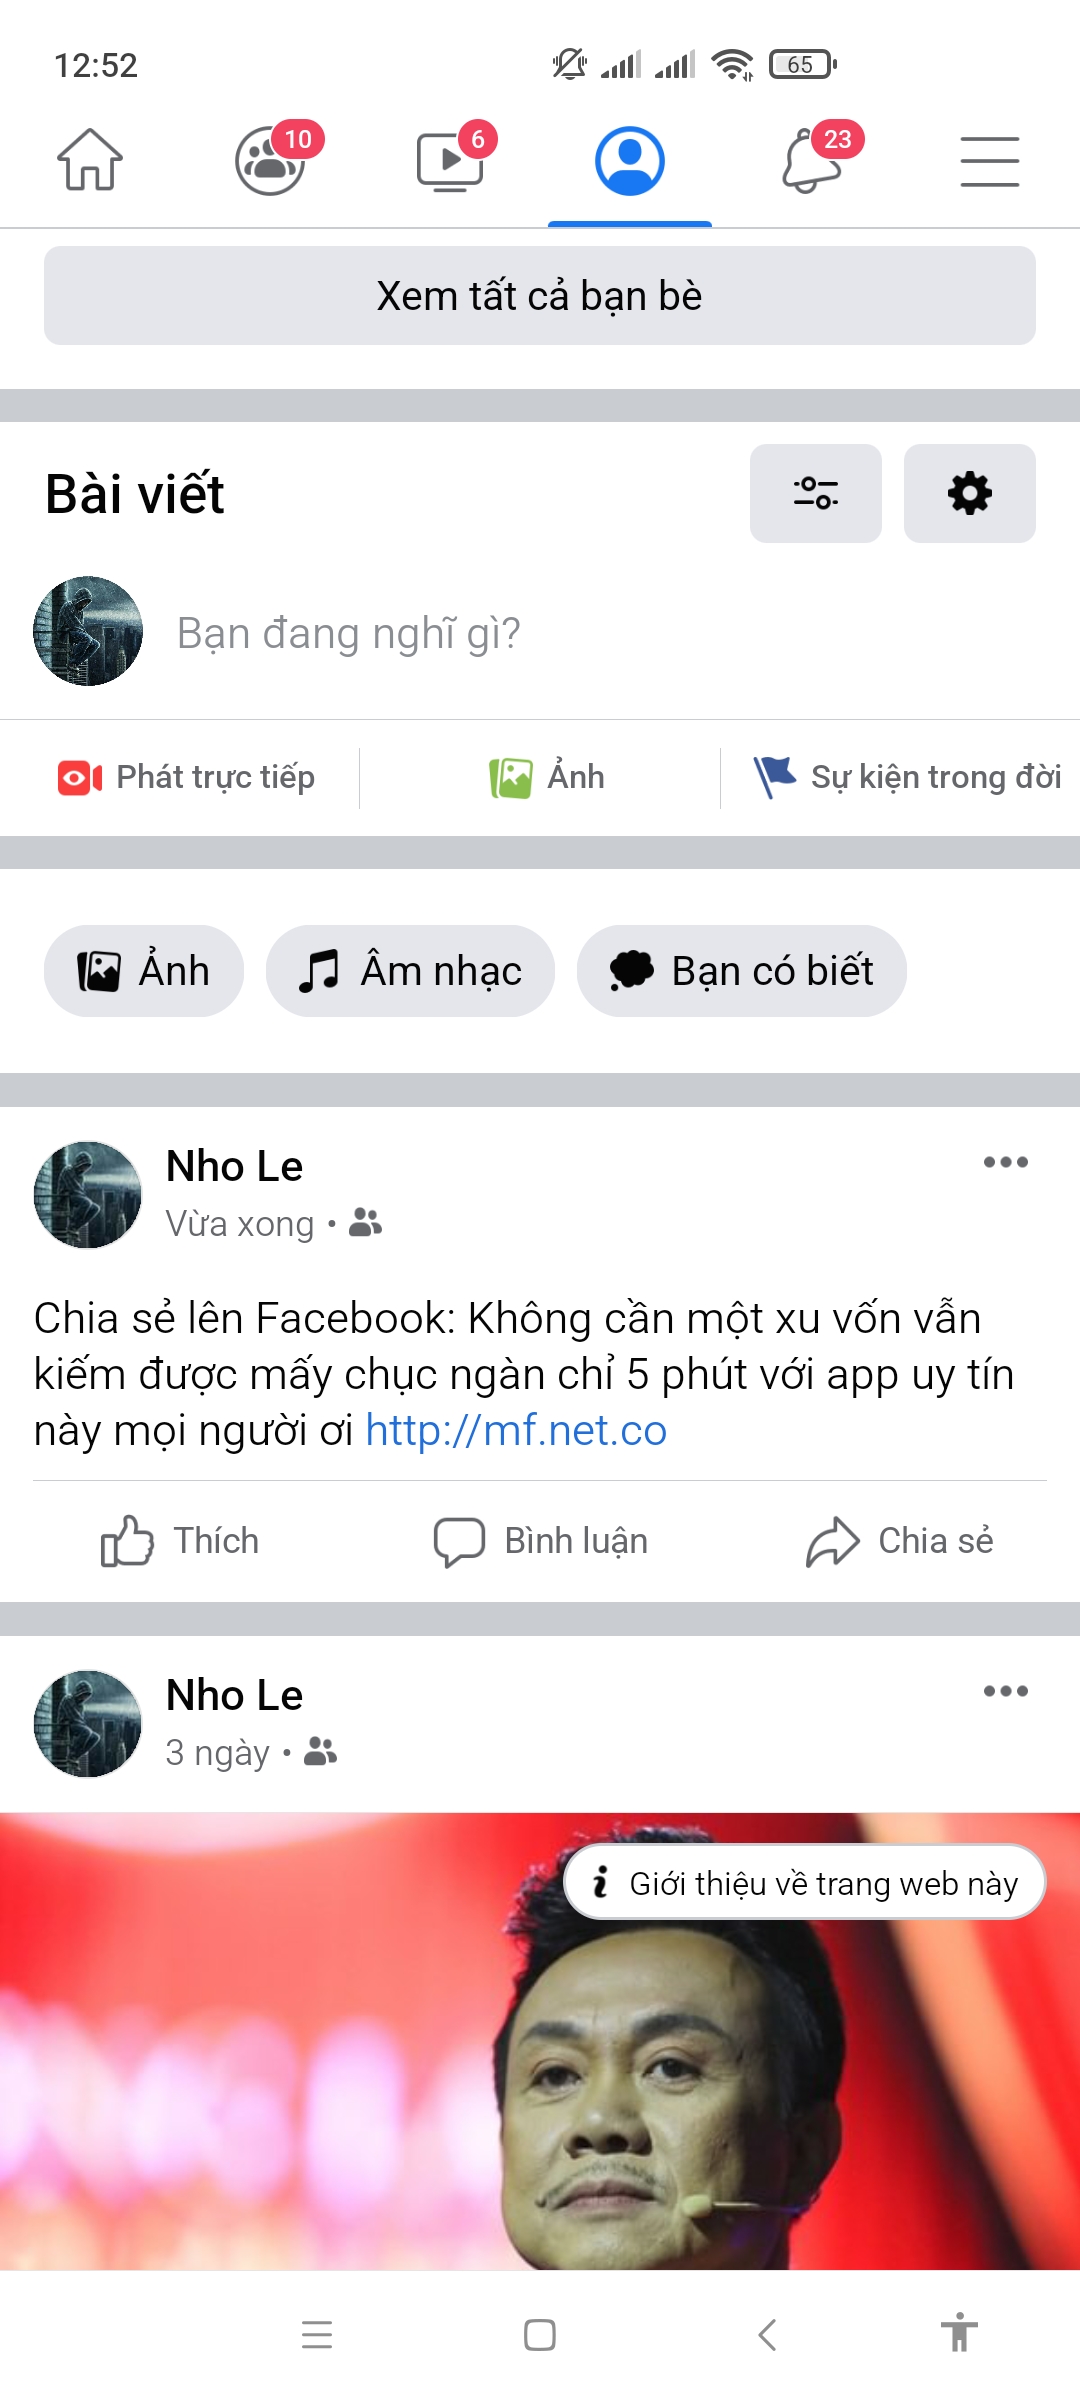 12:52
65
10
6
23
Xem tất cả bạn bè
Bài viết
Bạn đang nghĩ gì?
Phát trực tiếp
Ảnh
Sự kiện trong đời
Ảnh
Âm nhạc
Bạn có biết
Nho Le
Vừa xong •
Chia sẻ lên Facebook: Không cần một xu vốn vẫn
kiếm được mấy chục ngàn chỉ 5 phút với app uy tín
này mọi người ơi http://mf.net.co
Thích
Bình luận
Chia sẻ
Nho Le
3 ngày •
Giới thiệu về trang web này